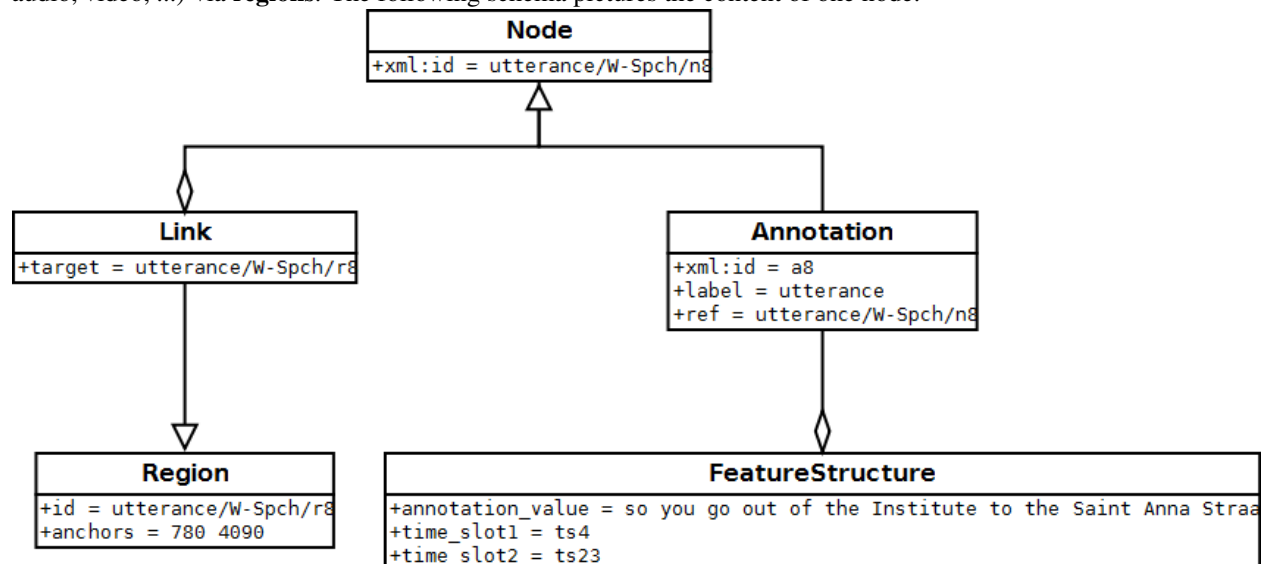 audio, video, ...) via regions. The following schema pictures the content of one node:
Node
+xml:id = utterance/W-Spch/n8
Link
+target = utterance/W-Spch/r8
Annotation
+xml:id = a8
+label = utterance
+ref = utterance/W-Spch/n8
Region
+id = utterance/W-Spch/r8
+anchors = 780 4090
FeatureStructure
+annotation_value = so you go out of the Institute to the Saint Anna Straa
+time_slot1 = ts4
+time_slot2 = ts23